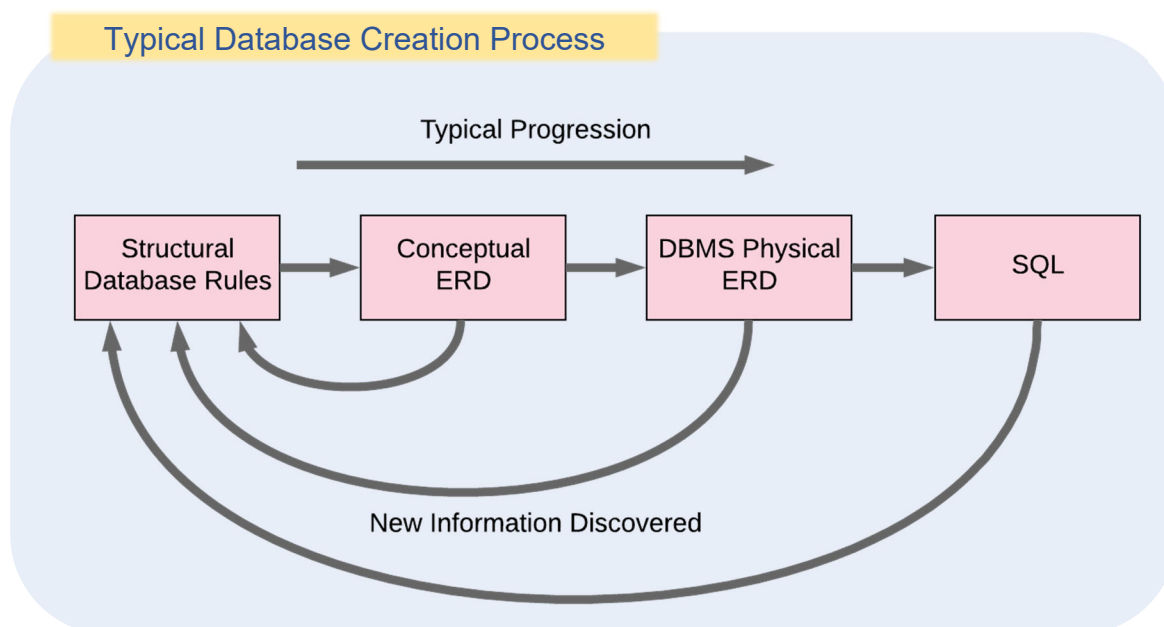 Typical Database Creation Process
Typical Progression
Structural
Database Rules
Conceptual
ERD
DBMS Physical
ERD
SQL
New Information Discovered